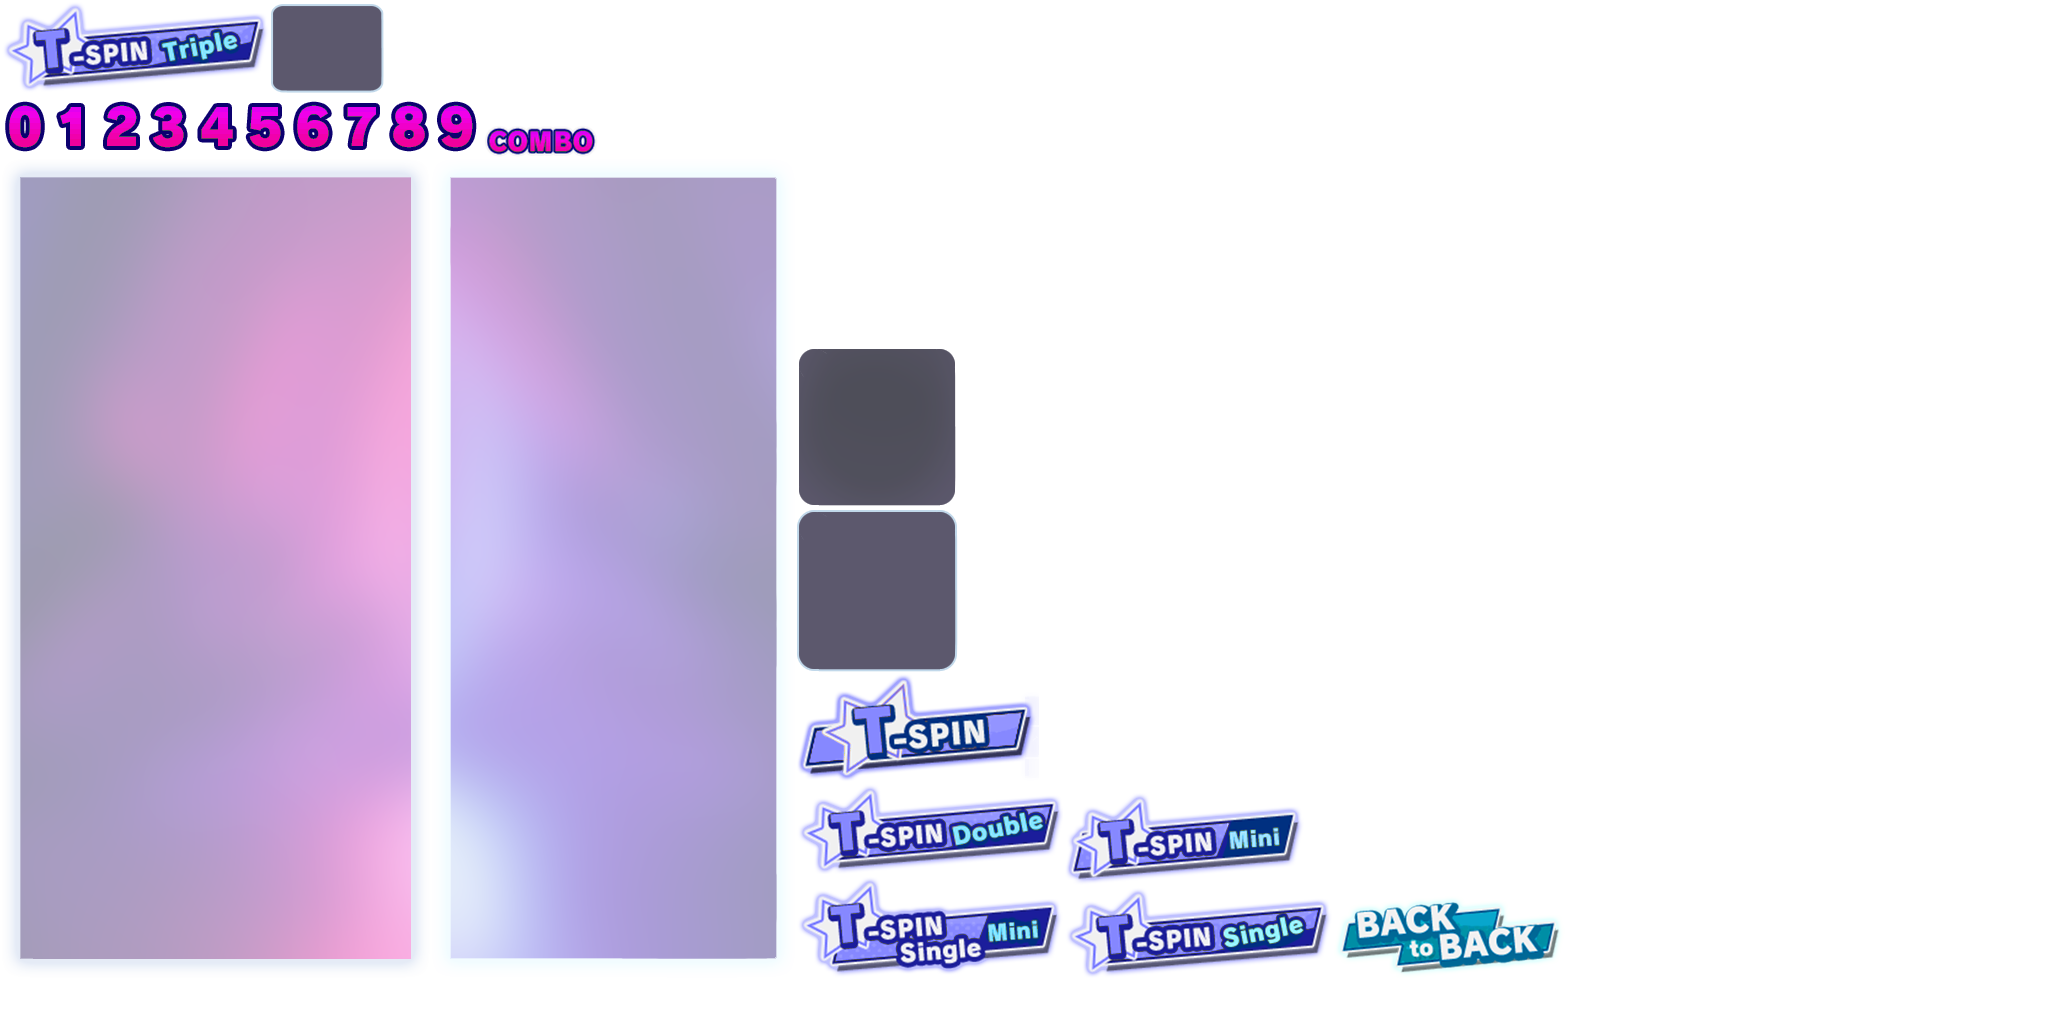 T-SPIN Triple
0 1 2 3 4 5 6 7 8 9 COMBO
T-SPIN
T-SPIN Double
T-SPIN Mini
T-SPIN Mini
Single
T-SPIN Single
BACK
to BACK